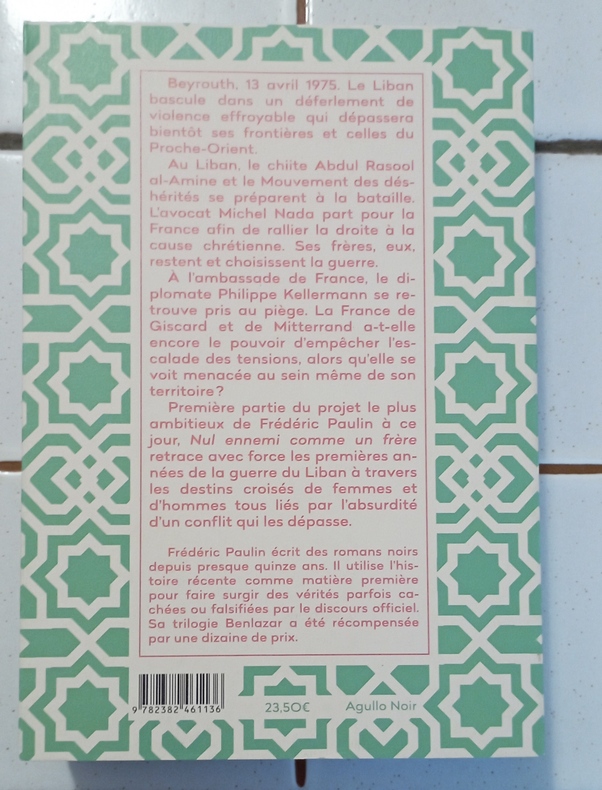 Beyrouth, 13 avril 1975. Le Liban
bascule dans un déferlement de
violence effroyable qui dépassera
bientôt ses frontières et celles du
Proche-Orient.
Au Liban, le chiite Abdul Rasool
al-Amine et le Mouvement des dés-
hérités se préparent à la bataille.
L'avocat Michel Nada part pour la
France afin de rallier la droite à la
cause chrétienne. Ses frères, eux,
restent et choisissent la guerre.
À l'ambassade de France, le di-
plomate Philippe Kellermann se re-
trouve pris au piège. La France de
Giscard et de Mitterrand a-t-elle
encore le pouvoir d'empêcher l'es-
calade des tensions, alors qu'elle se
voit menacée au sein même de son
territoire ?
Première partie du projet le plus
ambitieux de Frédéric Paulin à ce
jour, Nul ennemi comme un frère
retrace avec force les premières an-
nées de la guerre du Liban à travers
les destins croisés de femmes et
d'hommes tous liés par l'absurdité
d'un conflit qui les dépasse.
Frédéric Paulin écrit des romans noirs
depuis presque quinze ans. Il utilise l'his-
toire récente comme matière première
pour faire surgir des vérités parfois ca-
chées ou falsifiées par le discours officiel.
Sa trilogie Benlazar a été récompensée
par une dizaine de prix.
9 782382 461136
23,50€ Agullo Noir